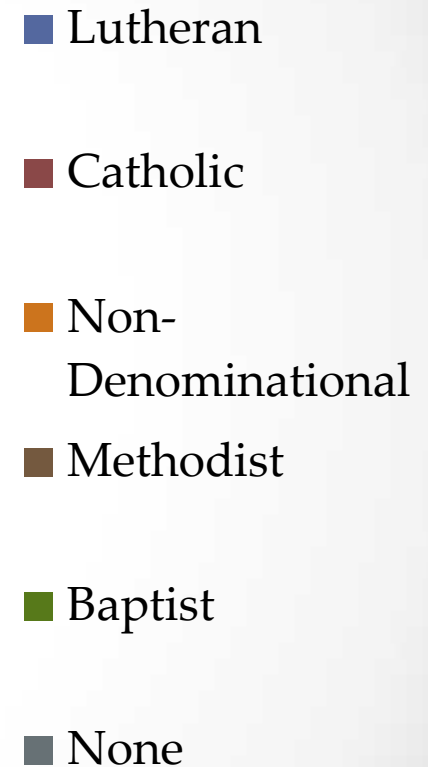 Lutheran
Catholic
Non-
Denominational
Methodist
Baptist
None